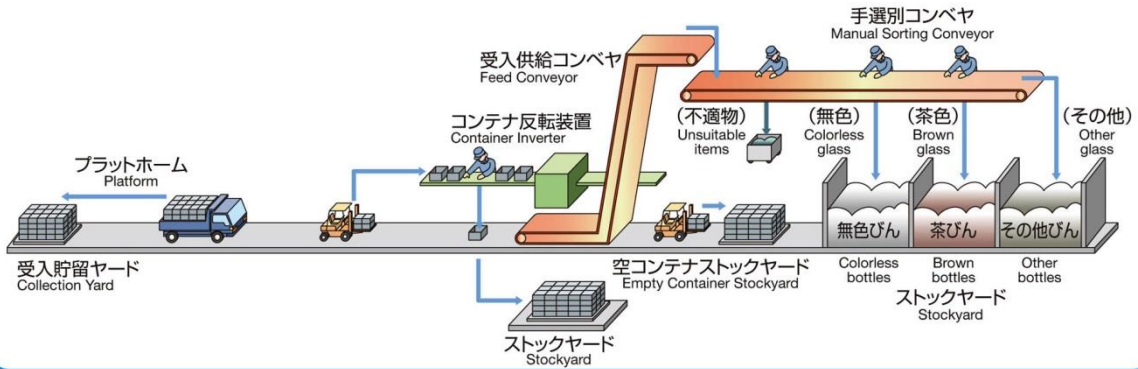 手選別コンベヤ
Manual Sorting Conveyor
受入供給コンベヤ
Feed Conveyor
コンテナ反転装置
Container Inverter
(不適物)
Unsuitable
items
(無色)
Colorless
glass
(茶色)
Brown
glass
(その他)
Other
glass
プラットホーム
Platform
無色びん
茶びん
その他びん
受入貯留ヤード
Collection Yard
空コンテナストックヤード
Empty Container Stockyard
Colorless
bottles
Brown
bottles
Other
bottles
ストックヤード
Stockyard
ストックヤード
Stockyard